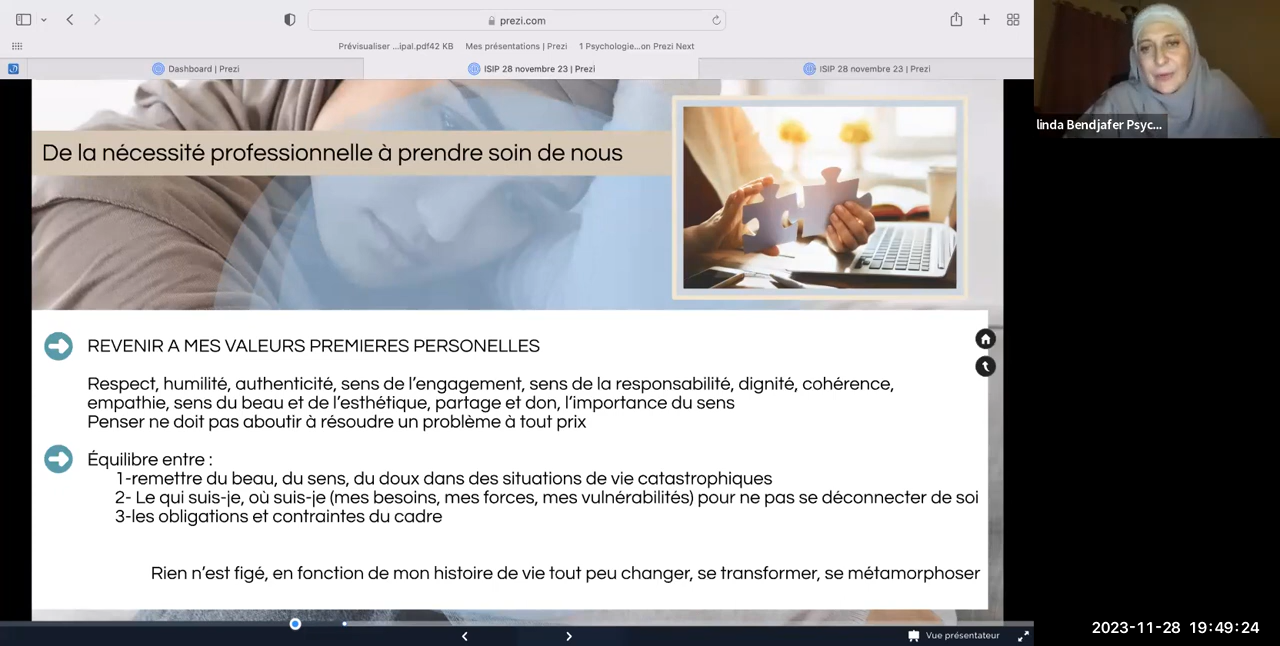 prezi.com
Prévisualiser ...ipal.pdf42 KB
Mes présentations | Prezi
1 Psychologie...on Prezi Next
Dashboard | Prezi
ISIP 28 novembre 23 | Prezi
ISIP 28 novembre 23 | Prezi
linda Bendjafer Psyc...
De la nécessité professionnelle à prendre soin de nous
REVENIR A MES VALEURS PREMIERES PERSONELLES
Respect, humilité, authenticité, sens de l'engagement, sens de la responsabilité, dignité, cohérence,
empathie, sens du beau et de l'esthétique, partage et don, l'importance du sens
Penser ne doit pas aboutir à résoudre un problème à tout prix
Équilibre entre :
1-remettre du beau, du sens, du doux dans des situations de vie catastrophiques
2- Le qui suis-je, où suis-je (mes besoins, mes forces, mes vulnérabilités) pour ne pas se déconnecter de soi
3-les obligations et contraintes du cadre
Rien n'est figé, en fonction de mon histoire de vie tout peu changer, se transformer, se métamorphoser
Vue présentateur
2023-11-28 19:49:24